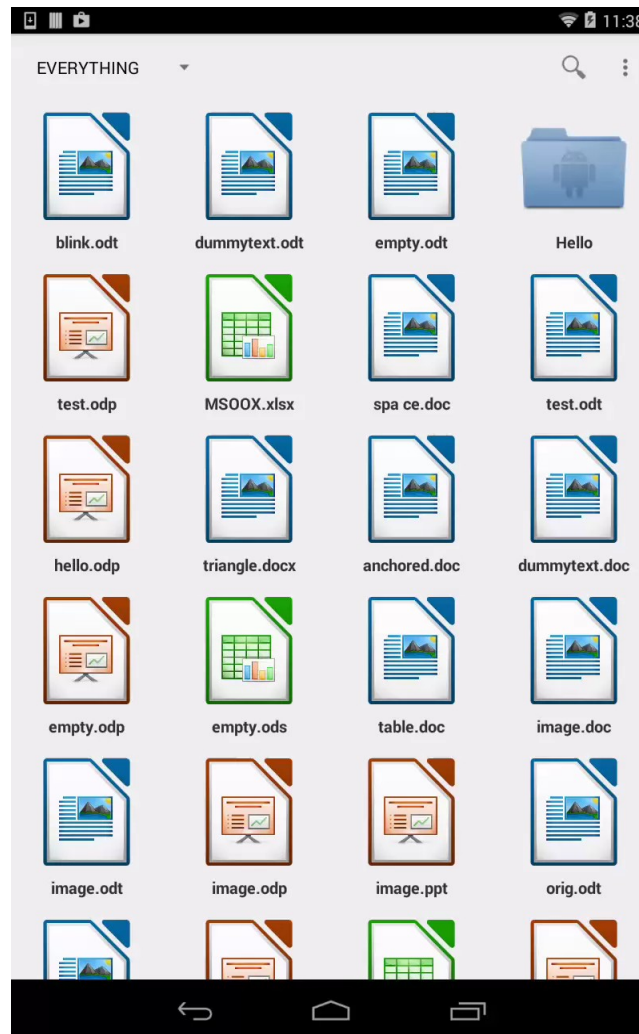 11:38
EVERYTHING
blink.odt dummytext.odt empty.odt Hello
test.odp MSOOX.xlsx spa ce.doc test.odt
hello.odp triangle.docx anchored.doc dummytext.doc
empty.odp empty.ods table.doc image.doc
image.odt image.odp image.ppt orig.odt